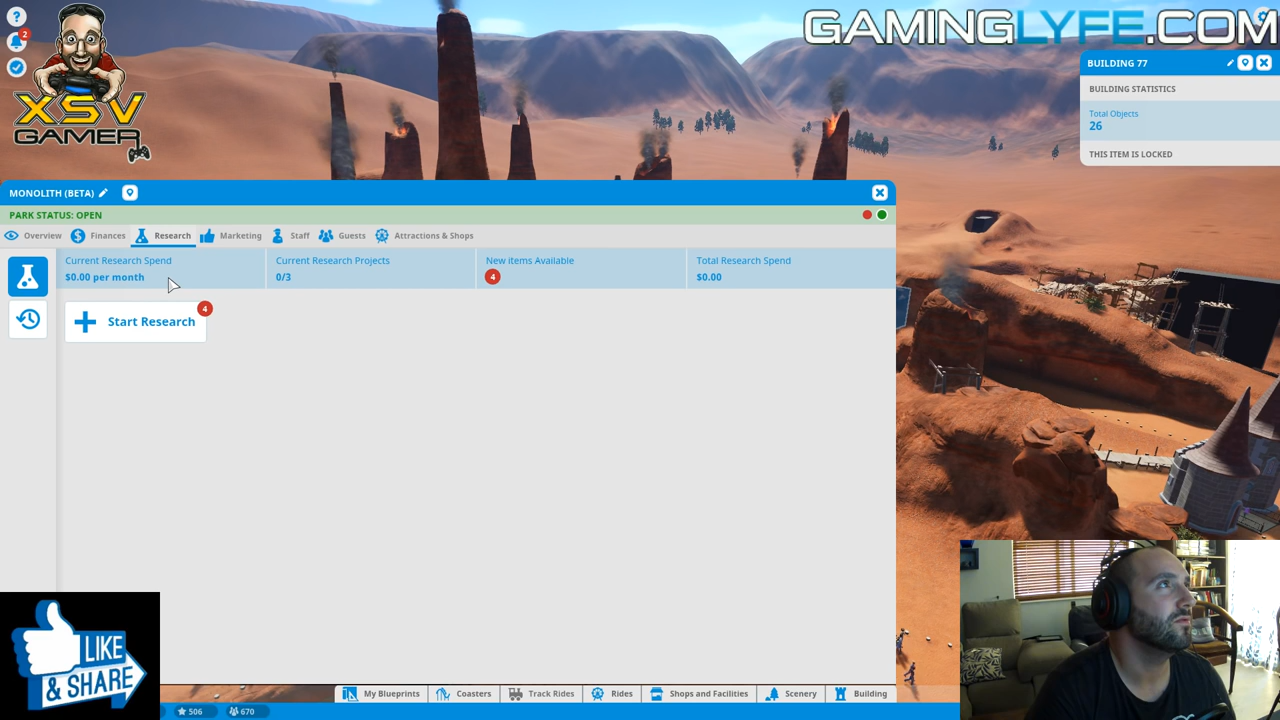 ?
2
XSV
GAMER
GAMINGLYFE.COM
BUILDING 77
BUILDING STATISTICS
Total Objects
26
THIS ITEM IS LOCKED
MONOLITH (BETA)
PARK STATUS: OPEN
Overview Finances Research Marketing Staff Guests Attractions & Shops
Current Research Spend Current Research Projects New items Available Total Research Spend
$0.00 per month 0/3 4 $0.00
Start Research 4
LIKE
& SHARE
My Blueprints Coasters Track Rides Rides Shops and Facilities Scenery Building
506 670